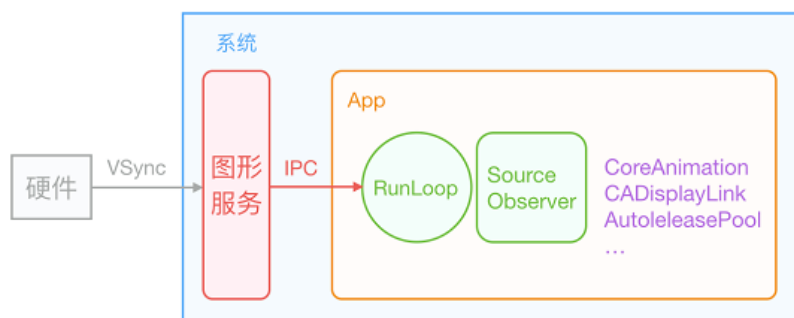 系统
App
硬件
VSync
图形
服务
IPC
RunLoop
Source
Observer
CoreAnimation
CADisplayLink
AutoleleasePool
...